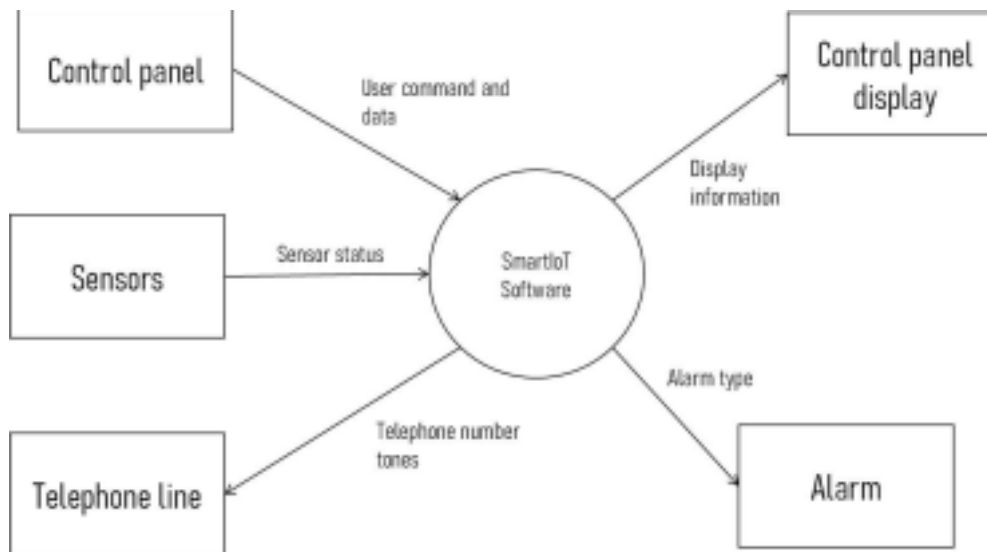 Control panel
User command and
data
Control panel
display
Display
information
Sensors
Sensor status
SmartIoT
Software
Alarm type
Telephone number
tones
Telephone line
Alarm